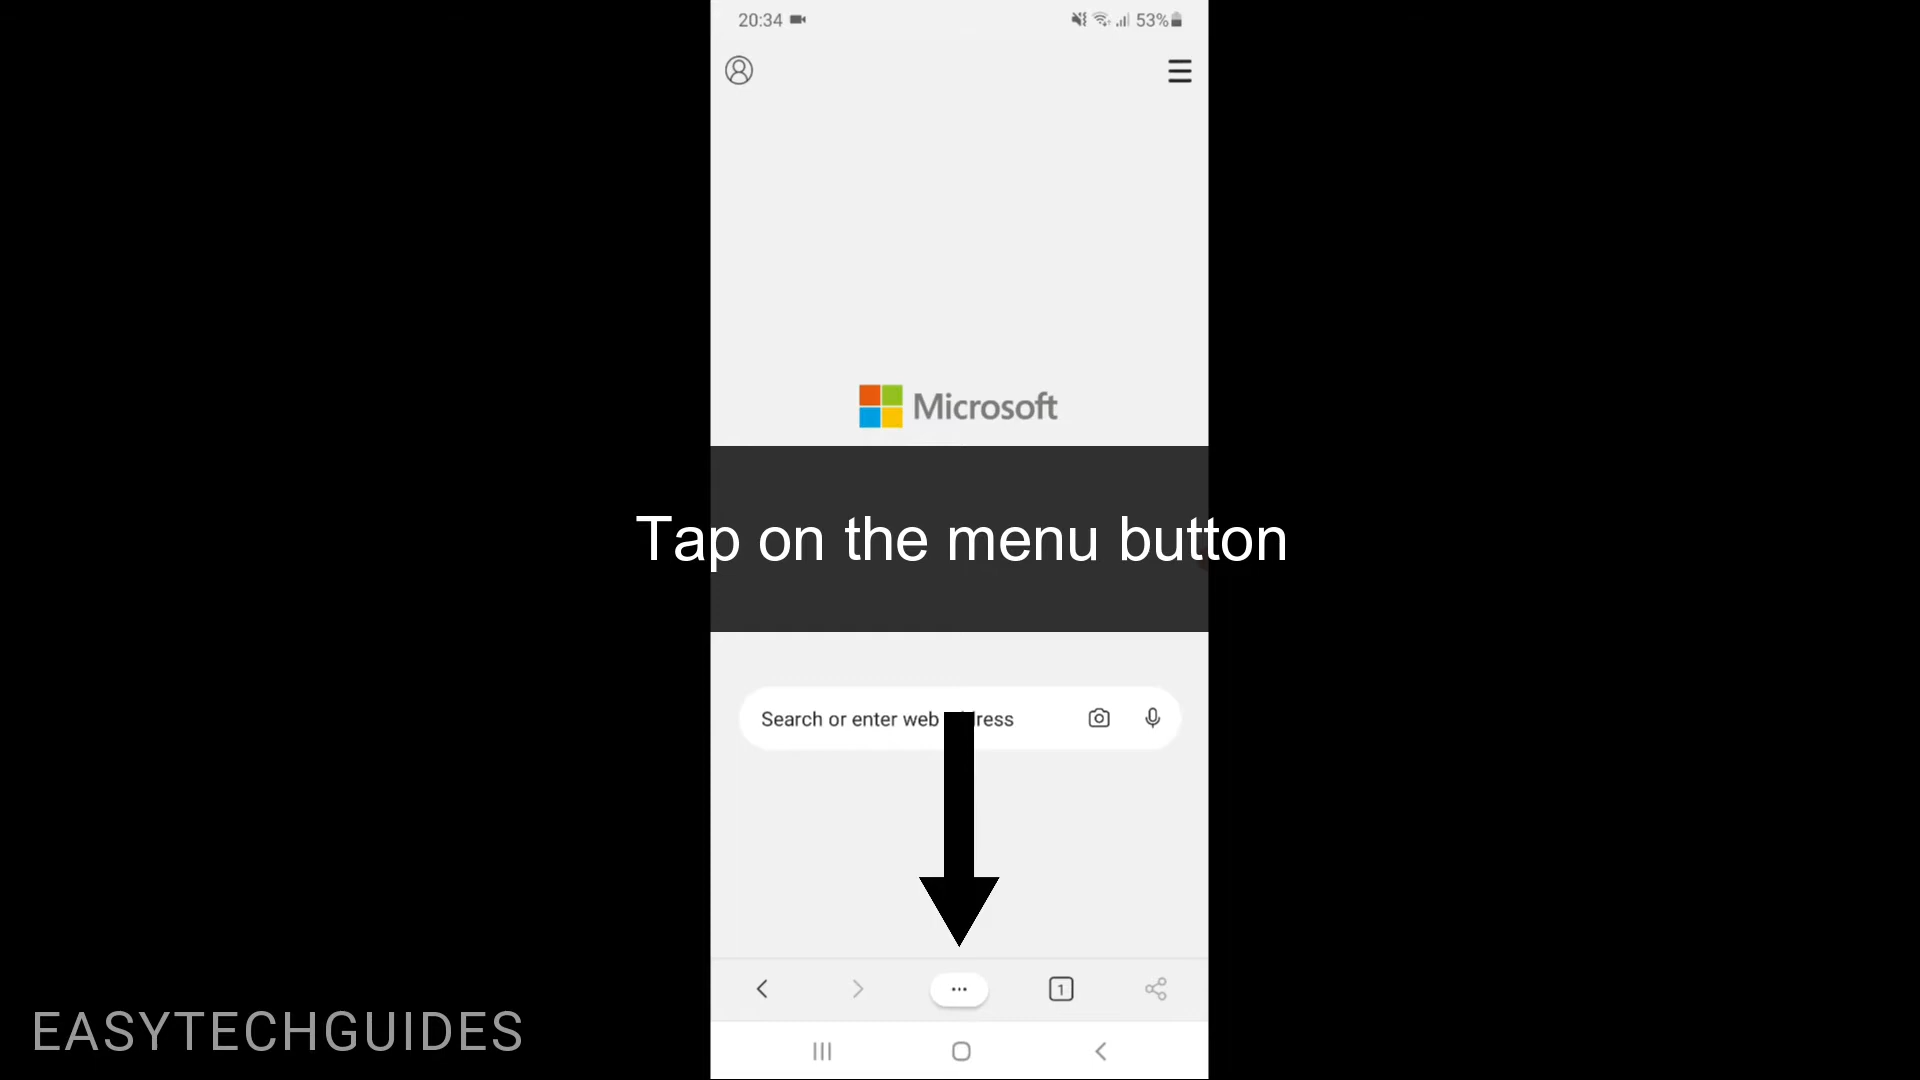 20:34
53%
Microsoft
Tap on the menu button
Search or enter web ress
1
EASYTECHGUIDES